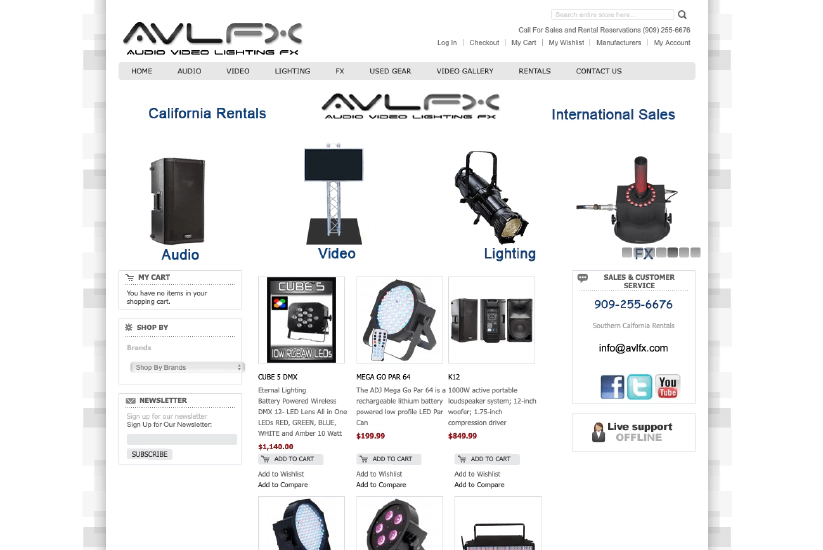 Search entire store here...
AVLFX
AUDIO VIDEO LIGHTING FX
Call For Sales and Rental Reservations (909) 255-6676
Log In | Checkout | My Cart | My Wishlist | Manufacturers | My Account
HOME AUDIO VIDEO LIGHTING FX USED GEAR VIDEO GALLERY RENTALS CONTACT US
California Rentals
AVLFX
AUDIO VIDEO LIGHTING FX
International Sales
Audio
Video
Lighting
FX
MY CART
You have no items in your
shopping cart.
SHOP BY
Brands
Shop By Brands
NEWSLETTER
Sign up for our newsletter
Sign Up for Our Newsletter:
SUBSCRIBE
CUBE 5
10W RGBAW LEDs
CUBE 5 DMX
Eternal Lighting
Battery Powered Wireless
DMX 12- LED Lens All in One
LEDs RED, GREEN, BLUE,
WHITE and Amber 10 Watt
$1,140.00
ADD TO CART
Add to Wishlist
Add to Compare
MEGA GO PAR 64
The ADJ Mega Go Par 64 is a
rechargeable lithium battery
powered low profile LED Par
Can
$199.99
ADD TO CART
Add to Wishlist
Add to Compare
K12
1000W active portable
loudspeaker system; 12-inch
woofer; 1.75-inch
compression driver
$849.99
ADD TO CART
Add to Wishlist
Add to Compare
SALES & CUSTOMER
SERVICE
909-255-6676
Southern Calfornia Rentals
info@avlfx.com
You
Tube
Live support
OFFLINE